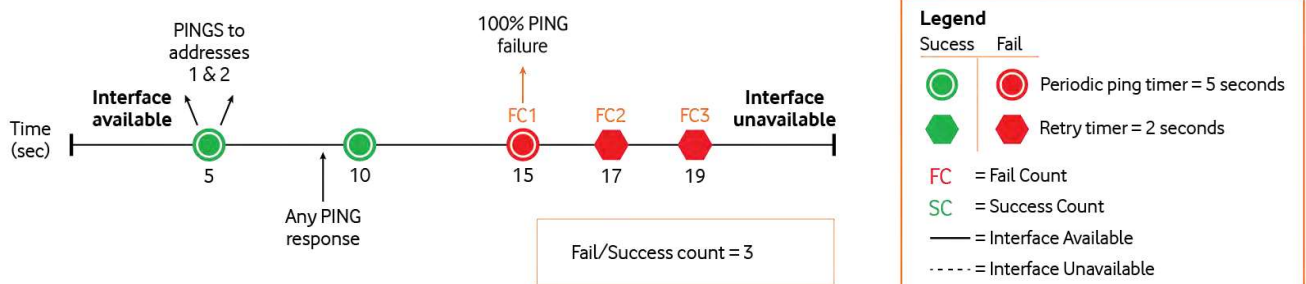 PINGS to
addresses
1 & 2
100% PING
failure
Interface
available
FC1
FC2
FC3
Interface
unavailable
Time
(sec)
5
10
15
17
19
Any PING
response
Fail/Success count = 3
Legend
Sucess Fail
Periodic ping timer = 5 seconds
Retry timer = 2 seconds
FC = Fail Count
SC = Success Count
= Interface Available
= Interface Unavailable